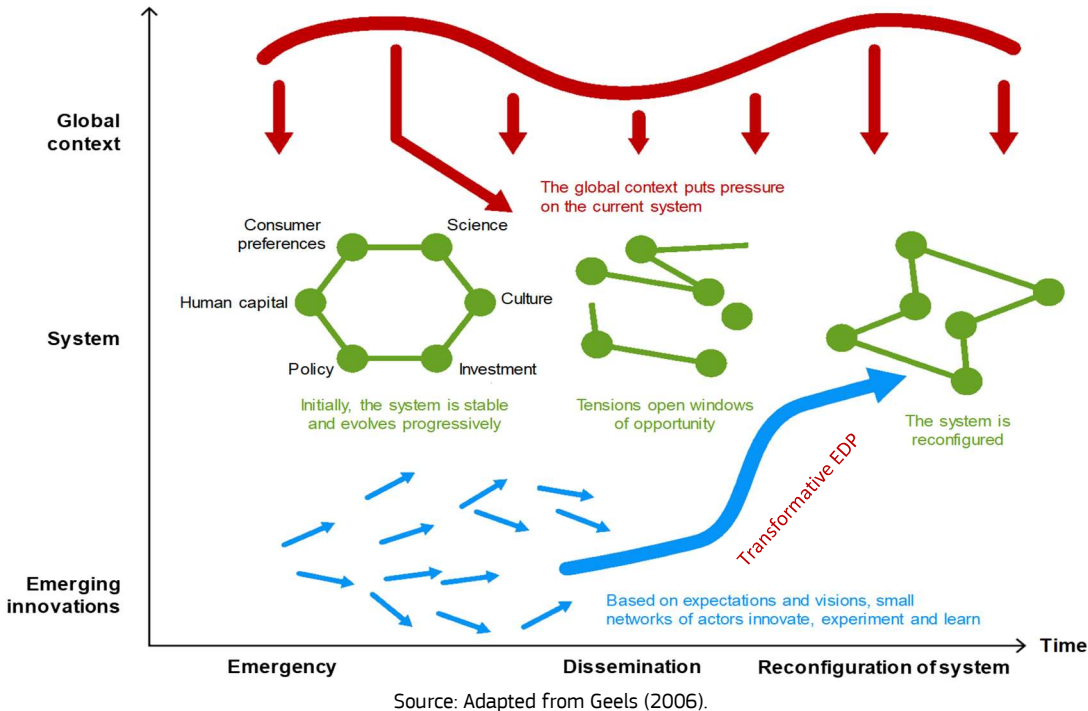 Global
context
The global context puts pressure
on the current system
Consumer
preferences
Science
Human capital
Culture
System
Policy
Investment
Initially, the system is stable
and evolves progressively
Tensions open windows
of opportunity
The system is
reconfigured
Transformative EDP
Emerging
innovations
Based on expectations and visions, small
networks of actors innovate, experiment and learn
Time
Emergency
Dissemination
Reconfiguration of system
Source: Adapted from Geels (2006).